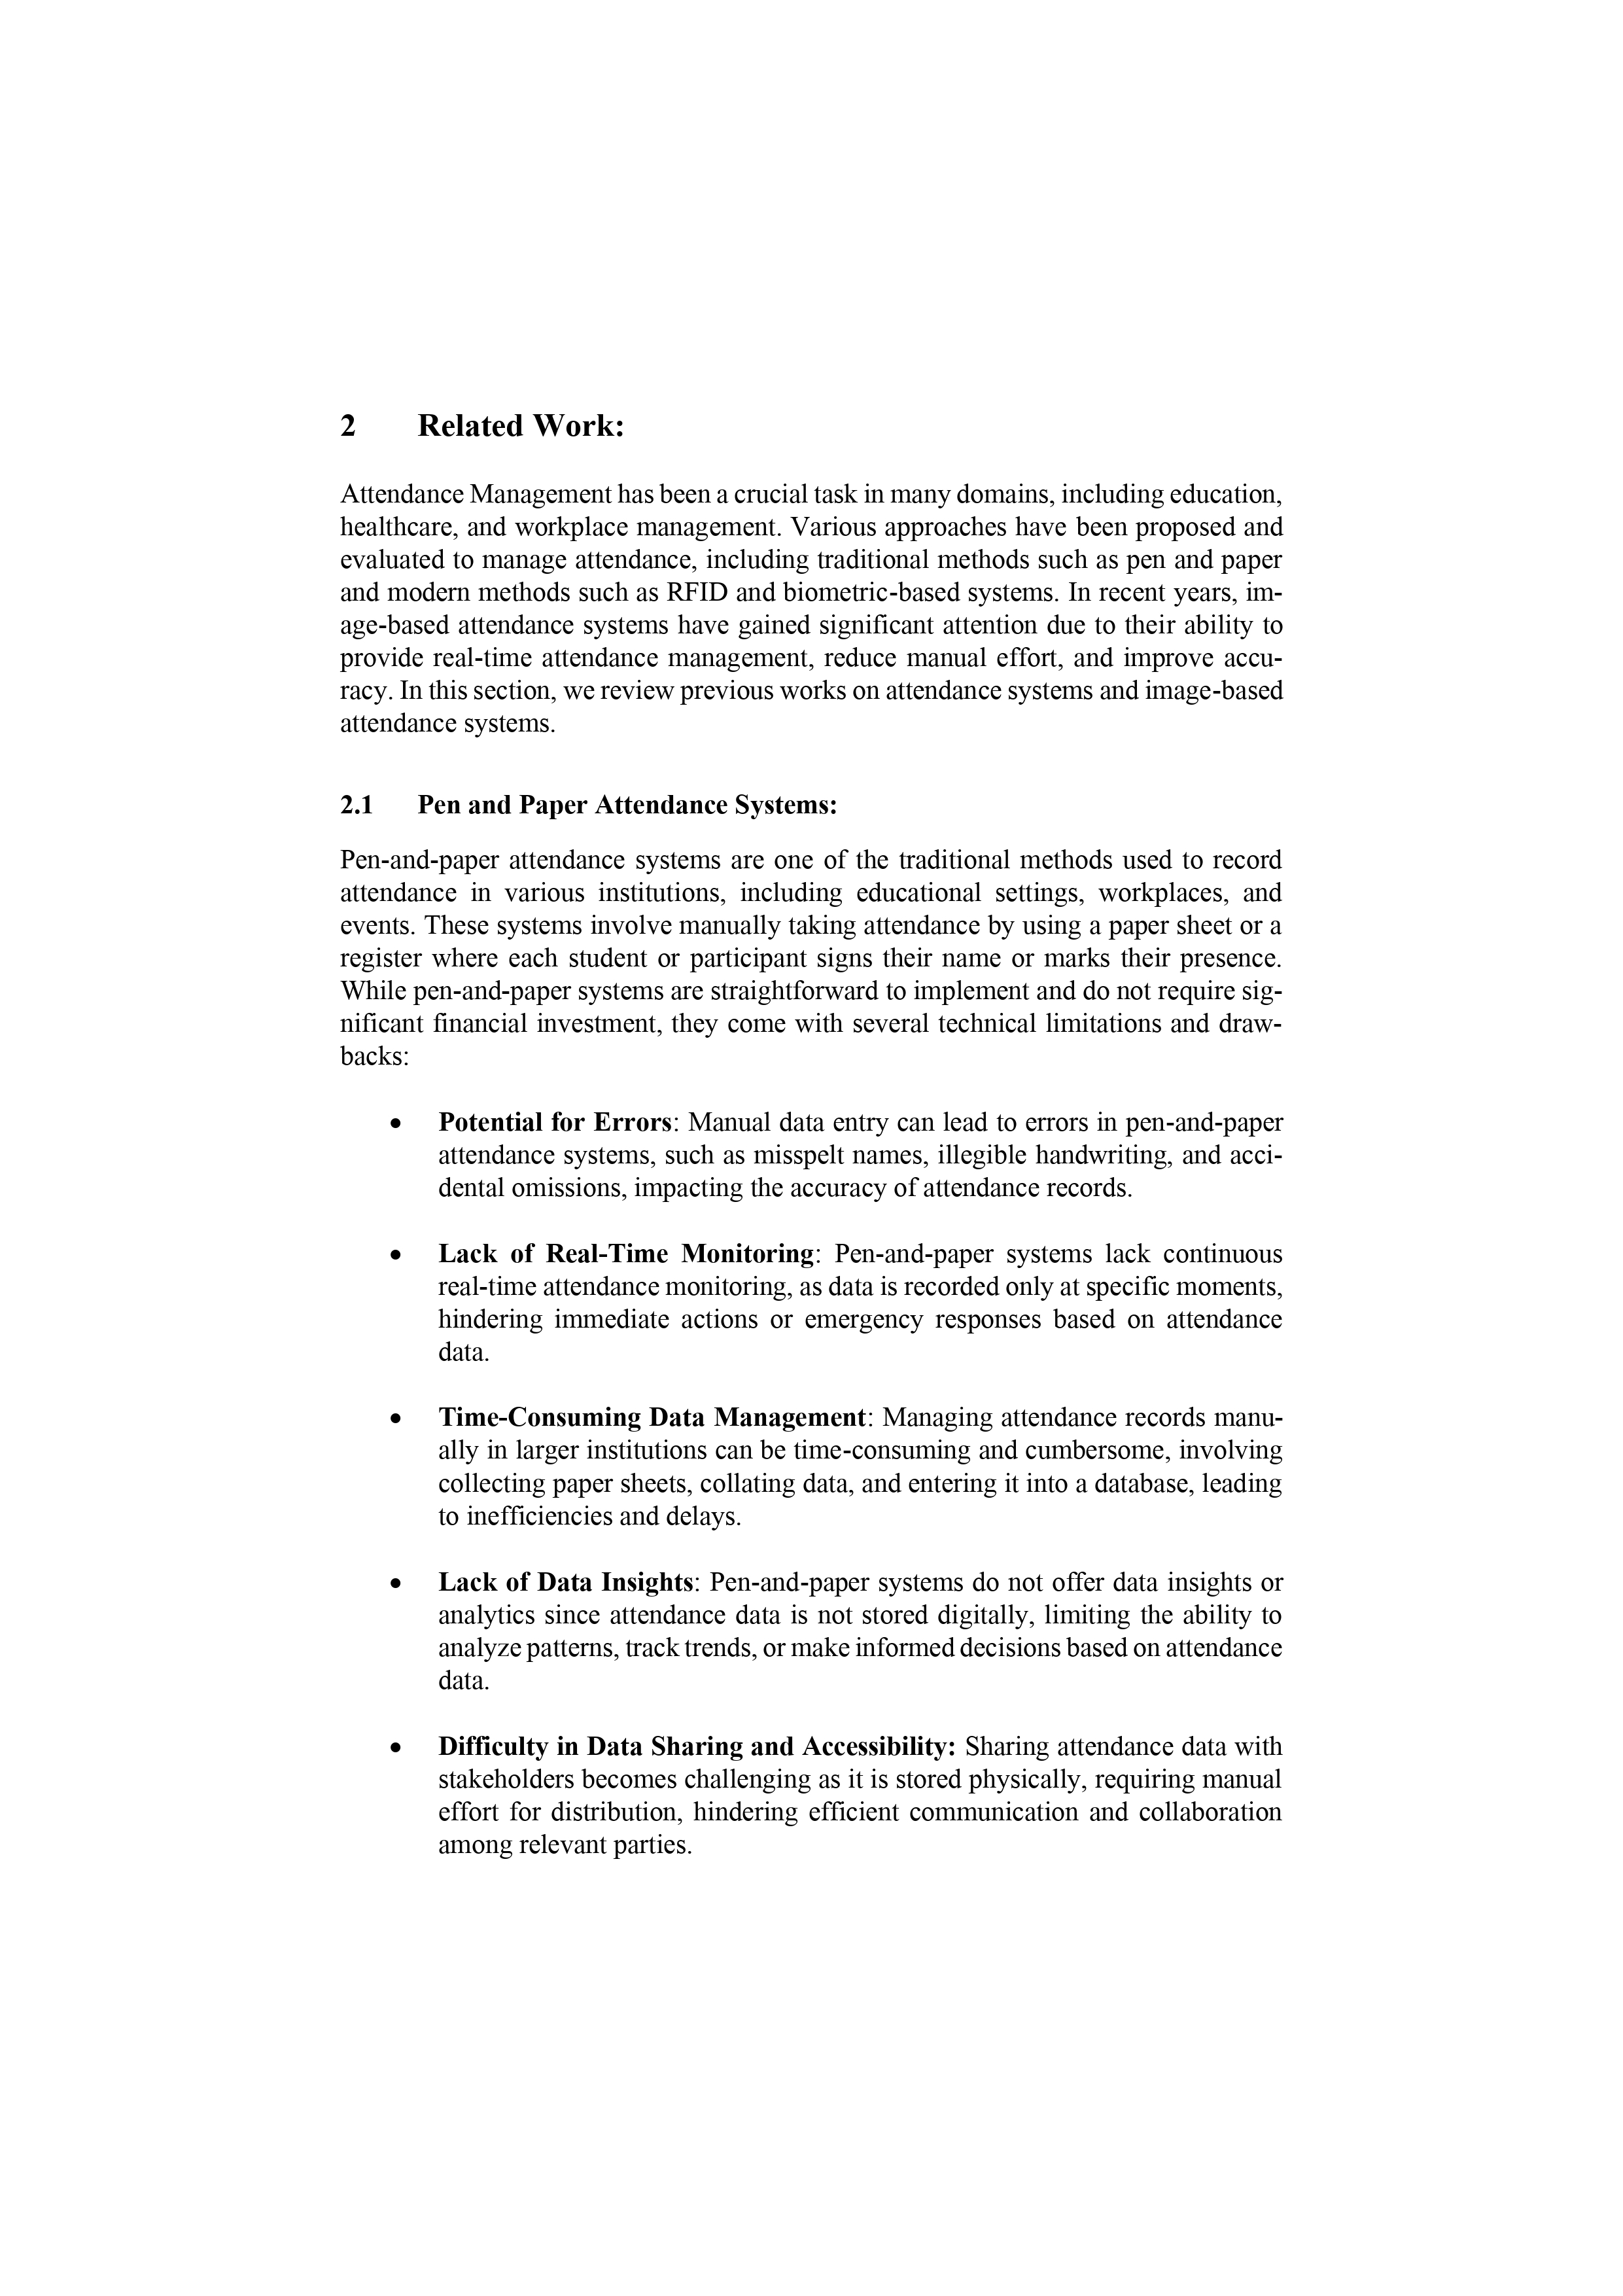 2 Related Work:
Attendance Management has been a crucial task in many domains, including education,
healthcare, and workplace management. Various approaches have been proposed and
evaluated to manage attendance, including traditional methods such as pen and paper
and modern methods such as RFID and biometric-based systems. In recent years, im-
age-based attendance systems have gained significant attention due to their ability to
provide real-time attendance management, reduce manual effort, and improve accu-
racy. In this section, we review previous works on attendance systems and image-based
attendance systems.
2.1 Pen and Paper Attendance Systems:
Pen-and-paper attendance systems are one of the traditional methods used to record
attendance in various institutions, including educational settings, workplaces, and
events. These systems involve manually taking attendance by using a paper sheet or a
register where each student or participant signs their name or marks their presence.
While pen-and-paper systems are straightforward to implement and do not require sig-
nificant financial investment, they come with several technical limitations and draw-
backs:
• Potential for Errors: Manual data entry can lead to errors in pen-and-paper
attendance systems, such as misspelt names, illegible handwriting, and acci-
dental omissions, impacting the accuracy of attendance records.
• Lack of Real-Time Monitoring: Pen-and-paper systems lack continuous
real-time attendance monitoring, as data is recorded only at specific moments,
hindering immediate actions or emergency responses based on attendance
data.
• Time-Consuming Data Management: Managing attendance records manu-
ally in larger institutions can be time-consuming and cumbersome, involving
collecting paper sheets, collating data, and entering it into a database, leading
to inefficiencies and delays.
• Lack of Data Insights: Pen-and-paper systems do not offer data insights or
analytics since attendance data is not stored digitally, limiting the ability to
analyze patterns, track trends, or make informed decisions based on attendance
data.
• Difficulty in Data Sharing and Accessibility: Sharing attendance data with
stakeholders becomes challenging as it is stored physically, requiring manual
effort for distribution, hindering efficient communication and collaboration
among relevant parties.